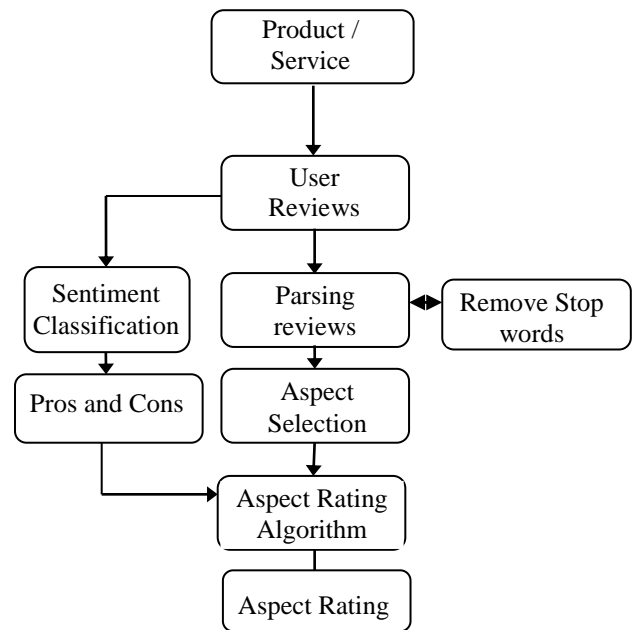 Product /
Service
User
Reviews
Sentiment
Classification
Parsing
reviews
Remove Stop
words
Pros and Cons
Aspect
Selection
Aspect Rating
Algorithm
Aspect Rating